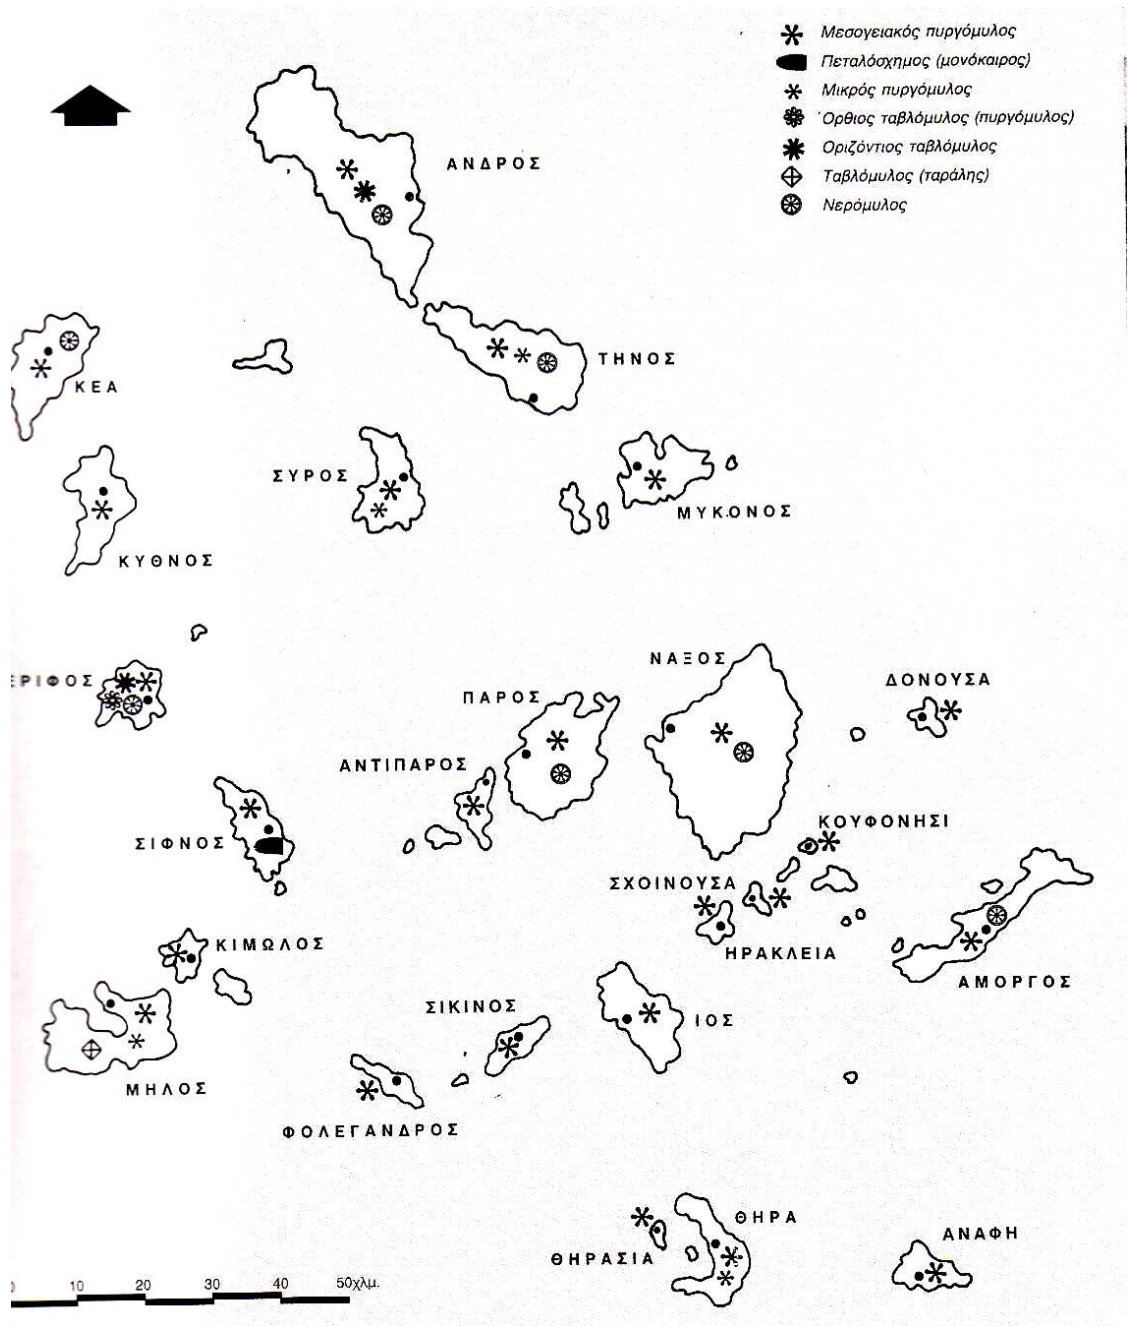 Μεσογειακός πυργόμυλος
Πεταλόσχημος (μονόκαιρος)
Μικρός πυργόμυλος
Όρθιος ταβλόμυλος (πυργόμυλος)
Οριζόντιος ταβλόμυλος
Ταβλόμυλος (ταράλης)
Νερόμυλος
ΑΝΔΡΟΣ
ΤΗΝΟΣ
ΚΕΑ
ΣΥΡΟΣ
ΜΥΚΟΝΟΣ
ΚΥΘΝΟΣ
ΕΡΙΦΟΣ
ΝΑΞΟΣ
ΔΟΝΟΥΣΑ
ΠΑΡΟΣ
ΑΝΤΙΠΑΡΟΣ
ΣΙΦΝΟΣ
ΚΟΥΦΟΝΗΣΙ
ΣΧΟΙΝΟΥΣΑ
ΗΡΑΚΛΕΙΑ
ΚΙΜΩΛΟΣ
ΑΜΟΡΓΟΣ
ΣΙΚΙΝΟΣ
ΙΟΣ
ΜΗΛΟΣ
ΦΟΛΕΓΑΝΔΡΟΣ
ΘΗΡΑ
ΘΗΡΑΣΙΑ
ΑΝΑΦΗ
10 20 30 40 50χλμ.